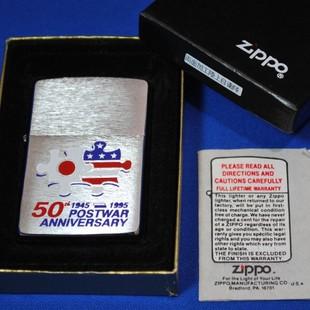 zippo
50th 1945 1995
POSTWAR
ANNIVERSARY
PLEASE READ ALL
DIRECTIONS AND
CAUTIONS CAREFULLY
FULL LIFETIME WARRANTY
This lighter or any Zippo
lighter, when returned to our
factory, will be put in first-
class mechanical condition
free of charge. We have never
charged a cent for the repair
of a ZIPPO regardless of its
age or condition. This war-
ranty gives you specific legal
rights and you may also have
other rights which vary from
state to state.
THE FINISH IS EXCLUDED
FROM THIS WARRANTY
zippo
For the Light of Your Life
ZIPPO MANUFACTURING CO.
Bradford, PA. 16701 U.S.A.